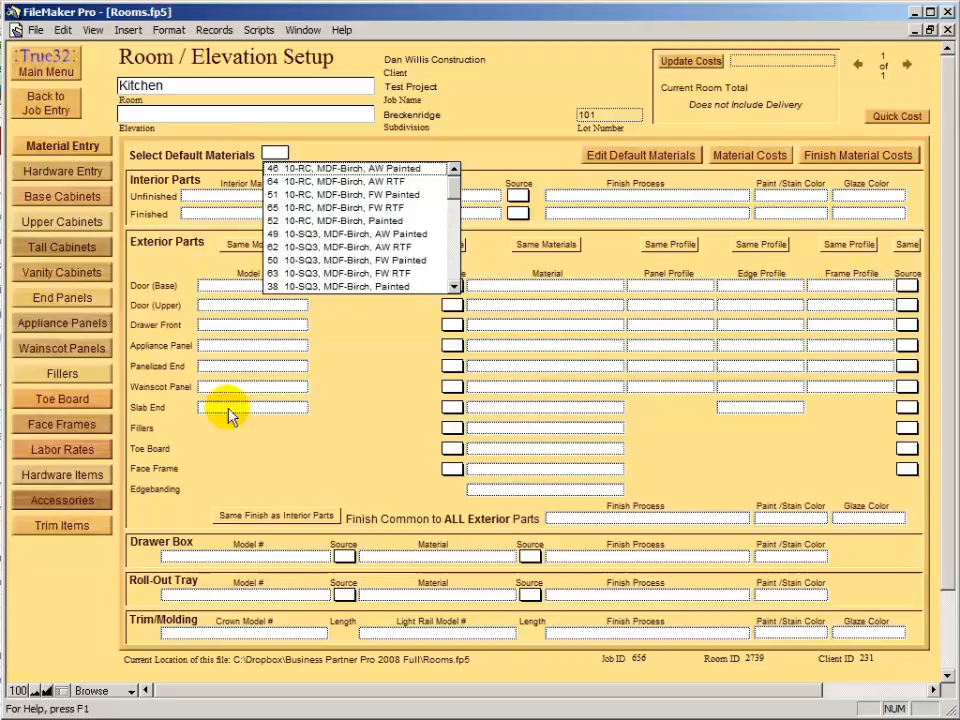 FileMaker Pro - [Rooms.fp5]
File Edit View Insert Format Records Scripts Window Help
True32
Main Menu
Back to
Job Entry
Room / Elevation Setup
Kitchen
Room
Elevation
Dan Willis Construction
Client
Test Project
Job Name
Breckenridge
Subdivision
101
Lot Number
Update Costs
Current Room Total
Does not Include Delivery
1
of
1
Quick Cost
Material Entry
Hardware Entry
Base Cabinets
Upper Cabinets
Tall Cabinets
Vanity Cabinets
End Panels
Appliance Panels
Wainscot Panels
Fillers
Toe Board
Face Frames
Labor Rates
Hardware Items
Accessories
Trim Items
Select Default Materials
Edit Default Materials Material Costs Finish Material Costs
46 10-RC, MDF-Birch, AW Painted
64 10-RC, MDF-Birch, AW RTF
51 10-RC, MDF-Birch, FW Painted
65 10-RC, MDF-Birch, FW RTF
52 10-RC, MDF-Birch, Painted
49 10-SQ3, MDF-Birch, AW Painted
62 10-SQ3, MDF-Birch, AW RTF
50 10-SQ3, MDF-Birch, FW Painted
63 10-SQ3, MDF-Birch, FW RTF
38 10-SQ3, MDF-Birch, Painted
Interior Parts Interior Source Finish Process Paint /Stain Color Glaze Color
Unfinished
Finished
Exterior Parts Same Same Materials Same Profile Same Profile Same Profile Same
Model Material Panel Profile Edge Profile Frame Profile Source
Door (Base)
Door (Upper)
Drawer Front
Appliance Panel
Panelized End
Wainscot Panel
Slab End
Fillers
Toe Board
Face Frame
Edgebanding
Same Finish as Interior Parts Finish Common to ALL Exterior Parts Finish Process Paint /Stain Color Glaze Color
Drawer Box Model # Source Material Source Finish Process Paint /Stain Color
Roll-Out Tray Model # Source Material Source Finish Process Paint /Stain Color
Trim/Molding Crown Model # Length Light Rail Model # Length Finish Process Paint /Stain Color Glaze Color
Current Location of this file: C:\Dropbox\Business Partner Pro 2008 Full\Rooms.fp5 Job ID 656 Room ID 2739 Client ID 231
100 Browse
For Help, press F1 NUM